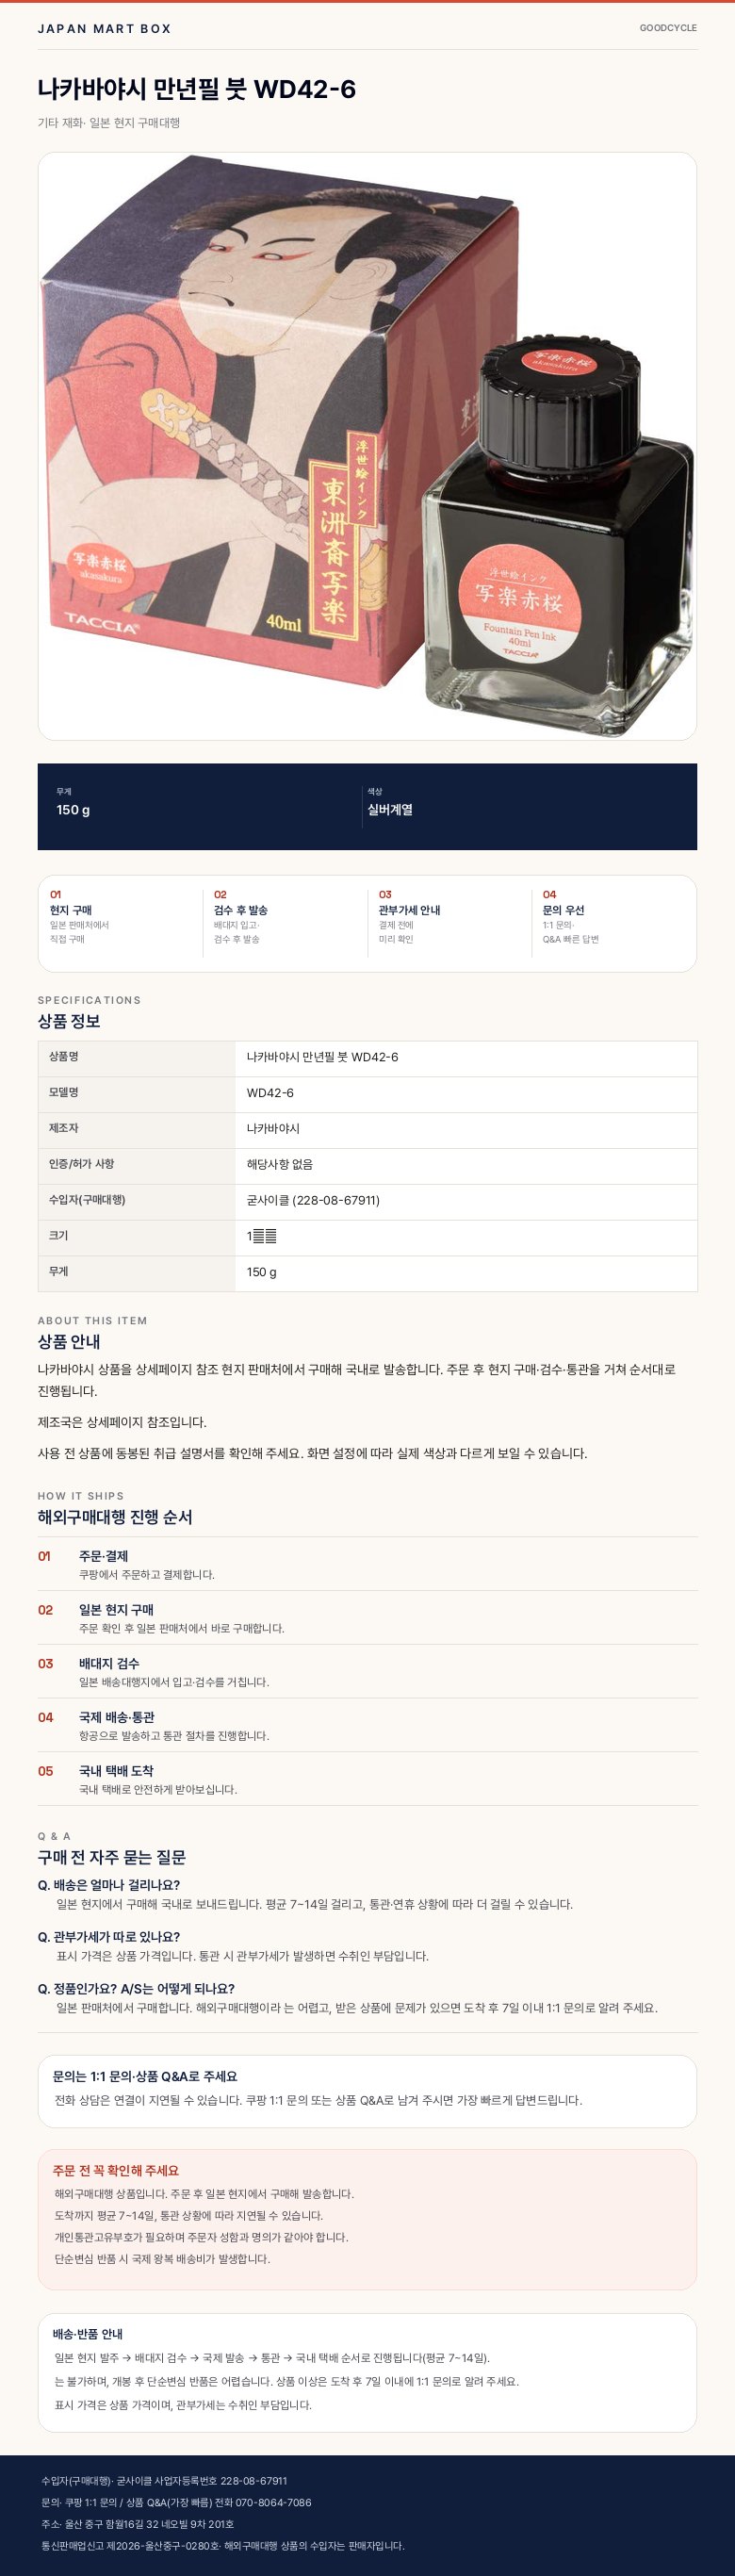 JAPAN MART BOX
GOODCYCLE
나카바야시 만년필 붓 WD42-6
기타 재화· 일본 현지 구매대행
浮世絵インク
東洲斎写楽
写楽赤桜
akasakura
TACCIA
40ml
写楽赤桜
akasakura
浮世絵インク
写楽赤桜
Fountain Pen Ink
40ml
TACCIA
무게
150 g
색상
실버계열
01
현지 구매
일본 판매처에서
직접 구매
02
검수 후 발송
배대지 입고·
검수 후 발송
03
관부가세 안내
결제 전에
미리 확인
04
문의 우선
1:1 문의·
Q&A 빠른 답변
SPECIFICATIONS
상품 정보
상품명 나카바야시 만년필 붓 WD42-6
모델명 WD42-6
제조자 나카바야시
인증/허가 사항 해당사항 없음
수입자(구매대행) 굳사이클 (228-08-67911)
크기 1䷁䷁
무게 150 g
ABOUT THIS ITEM
상품 안내
나카바야시 상품을 상세페이지 참조 현지 판매처에서 구매해 국내로 발송합니다. 주문 후 현지 구매·검수·통관을 거쳐 순서대로
진행됩니다.
제조국은 상세페이지 참조입니다.
사용 전 상품에 동봉된 취급 설명서를 확인해 주세요. 화면 설정에 따라 실제 색상과 다르게 보일 수 있습니다.
HOW IT SHIPS
해외구매대행 진행 순서
01 주문·결제
쿠팡에서 주문하고 결제합니다.
02 일본 현지 구매
주문 확인 후 일본 판매처에서 바로 구매합니다.
03 배대지 검수
일본 배송대행지에서 입고·검수를 거칩니다.
04 국제 배송·통관
항공으로 발송하고 통관 절차를 진행합니다.
05 국내 택배 도착
국내 택배로 안전하게 받아보십니다.
Q & A
구매 전 자주 묻는 질문
Q. 배송은 얼마나 걸리나요?
일본 현지에서 구매해 국내로 보내드립니다. 평균 7~14일 걸리고, 통관·연휴 상황에 따라 더 걸릴 수 있습니다.
Q. 관부가세가 따로 있나요?
표시 가격은 상품 가격입니다. 통관 시 관부가세가 발생하면 수취인 부담입니다.
Q. 정품인가요? A/S는 어떻게 되나요?
일본 판매처에서 구매합니다. 해외구매대행이라 는 어렵고, 받은 상품에 문제가 있으면 도착 후 7일 이내 1:1 문의로 알려 주세요.
문의는 1:1 문의·상품 Q&A로 주세요
전화 상담은 연결이 지연될 수 있습니다. 쿠팡 1:1 문의 또는 상품 Q&A로 남겨 주시면 가장 빠르게 답변드립니다.
주문 전 꼭 확인해 주세요
해외구매대행 상품입니다. 주문 후 일본 현지에서 구매해 발송합니다.
도착까지 평균 7~14일, 통관 상황에 따라 지연될 수 있습니다.
개인통관고유부호가 필요하며 주문자 성함과 명의가 같아야 합니다.
단순변심 반품 시 국제 왕복 배송비가 발생합니다.
배송·반품 안내
일본 현지 발주 → 배대지 검수 → 국제 발송 → 통관 → 국내 택배 순서로 진행됩니다(평균 7~14일).
는 불가하며, 개봉 후 단순변심 반품은 어렵습니다. 상품 이상은 도착 후 7일 이내에 1:1 문의로 알려 주세요.
표시 가격은 상품 가격이며, 관부가세는 수취인 부담입니다.
수입자(구매대행)· 굳사이클 사업자등록번호 228-08-67911
문의· 쿠팡 1:1 문의 / 상품 Q&A(가장 빠름) 전화 070-8064-7086
주소· 울산 중구 함월16길 32 네오빌 9차 201호
통신판매업신고 제2026-울산중구-0280호· 해외구매대행 상품의 수입자는 판매자입니다.